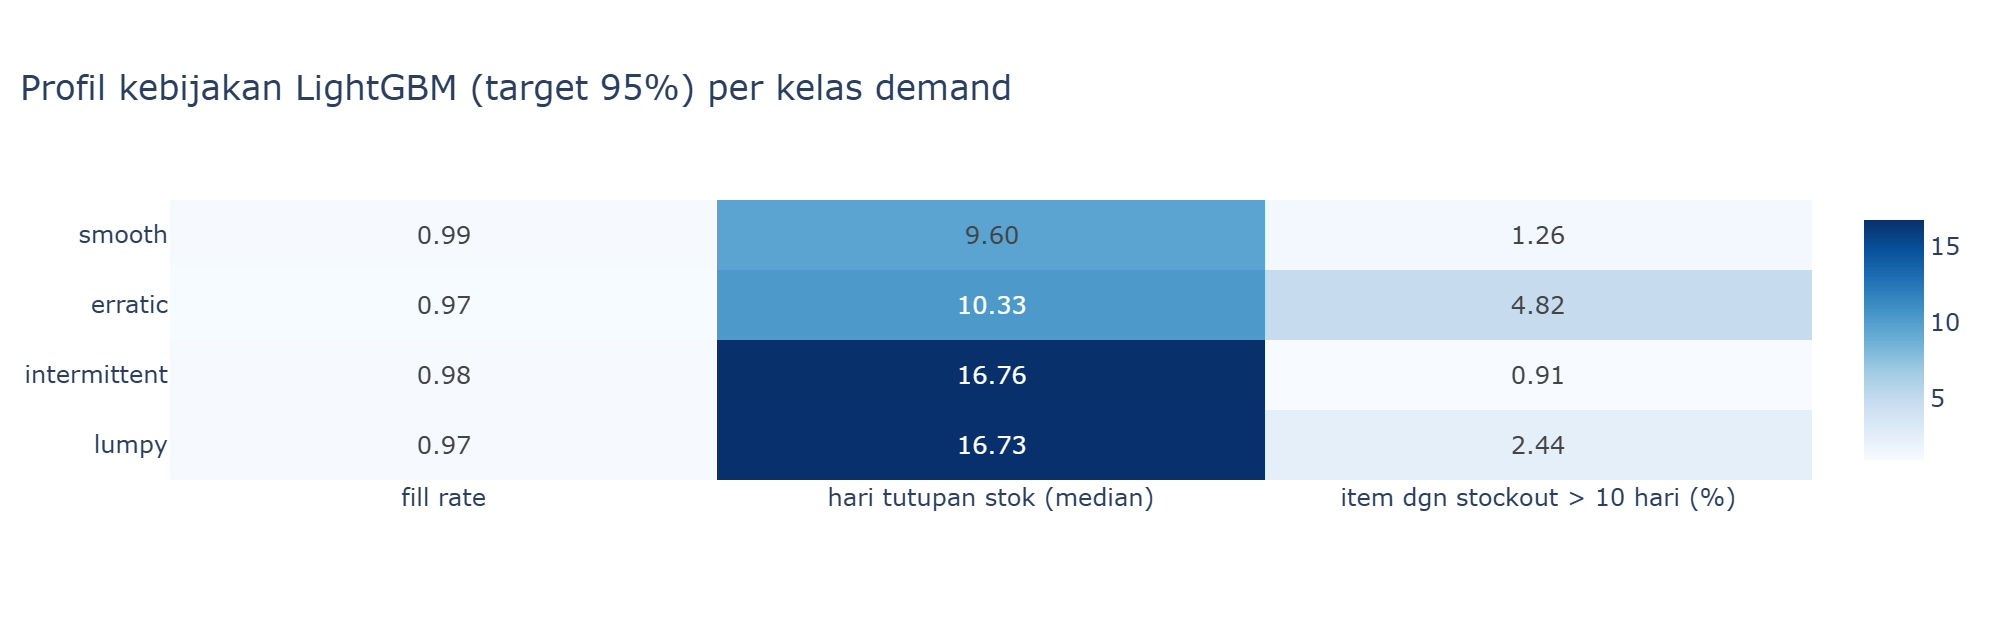 Profil kebijakan LightGBM (target 95%) per kelas demand
smooth 0.99 9.60 1.26
erratic 0.97 10.33 4.82
intermittent 0.98 16.76 0.91
lumpy 0.97 16.73 2.44
fill rate hari tutupan stok (median) item dgn stockout > 10 hari (%)
15
10
5